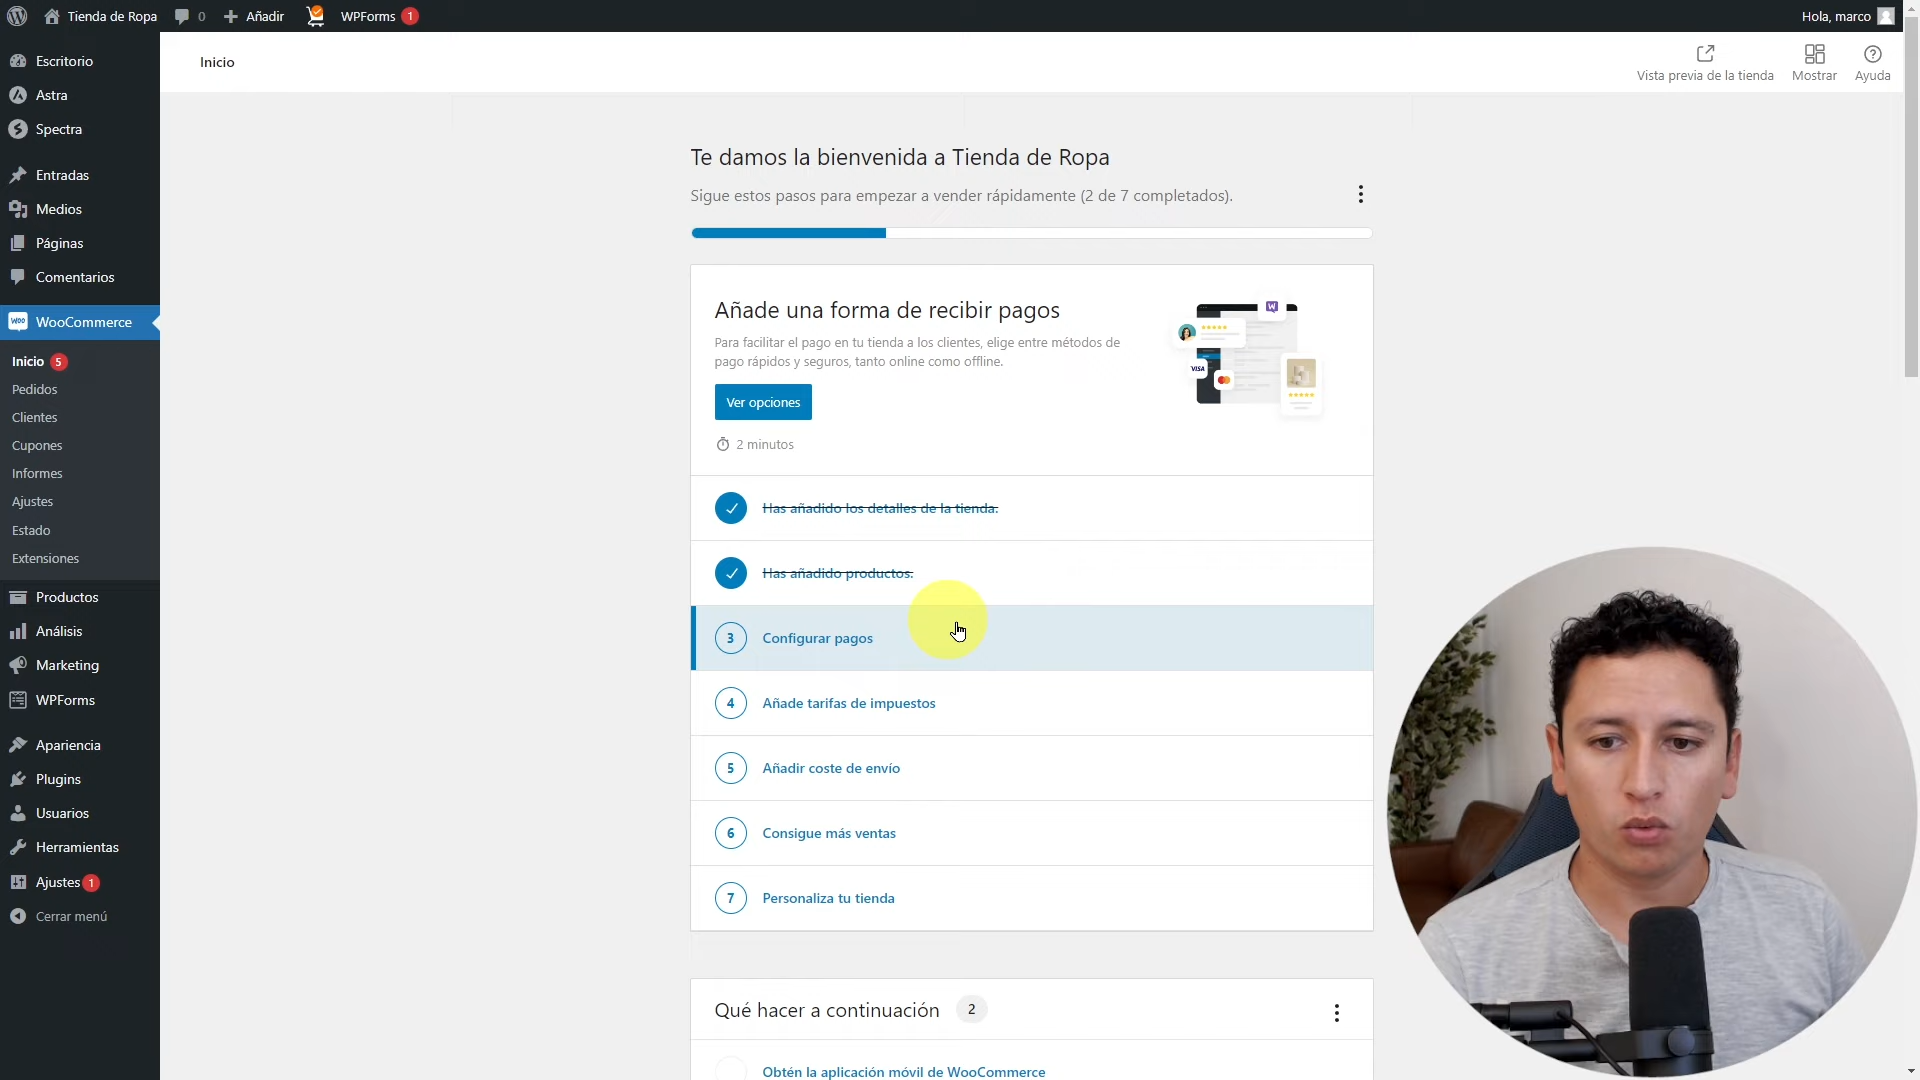 Tienda de Ropa
0
Añadir
WPForms 1
Hola, marco
Escritorio
Astra
Spectra
Entradas
Medios
Páginas
Comentarios
Woo WooCommerce
Inicio 5
Pedidos
Clientes
Cupones
Informes
Ajustes
Estado
Extensiones
Productos
Análisis
Marketing
WPForms
Apariencia
Plugins
Usuarios
Herramientas
Ajustes 1
Cerrar menú
Inicio
Vista previa de la tienda
Mostrar
Ayuda
Te damos la bienvenida a Tienda de Ropa
Sigue estos pasos para empezar a vender rápidamente (2 de 7 completados).
Añade una forma de recibir pagos
Para facilitar el pago en tu tienda a los clientes, elige entre métodos de
pago rápidos y seguros, tanto online como offline.
Ver opciones
2 minutos
VISA
Has añadido los detalles de la tienda.
Has añadido productos.
3 Configurar pagos
4 Añade tarifas de impuestos
5 Añadir coste de envío
6 Consigue más ventas
7 Personaliza tu tienda
Qué hacer a continuación 2
Obtén la aplicación móvil de WooCommerce